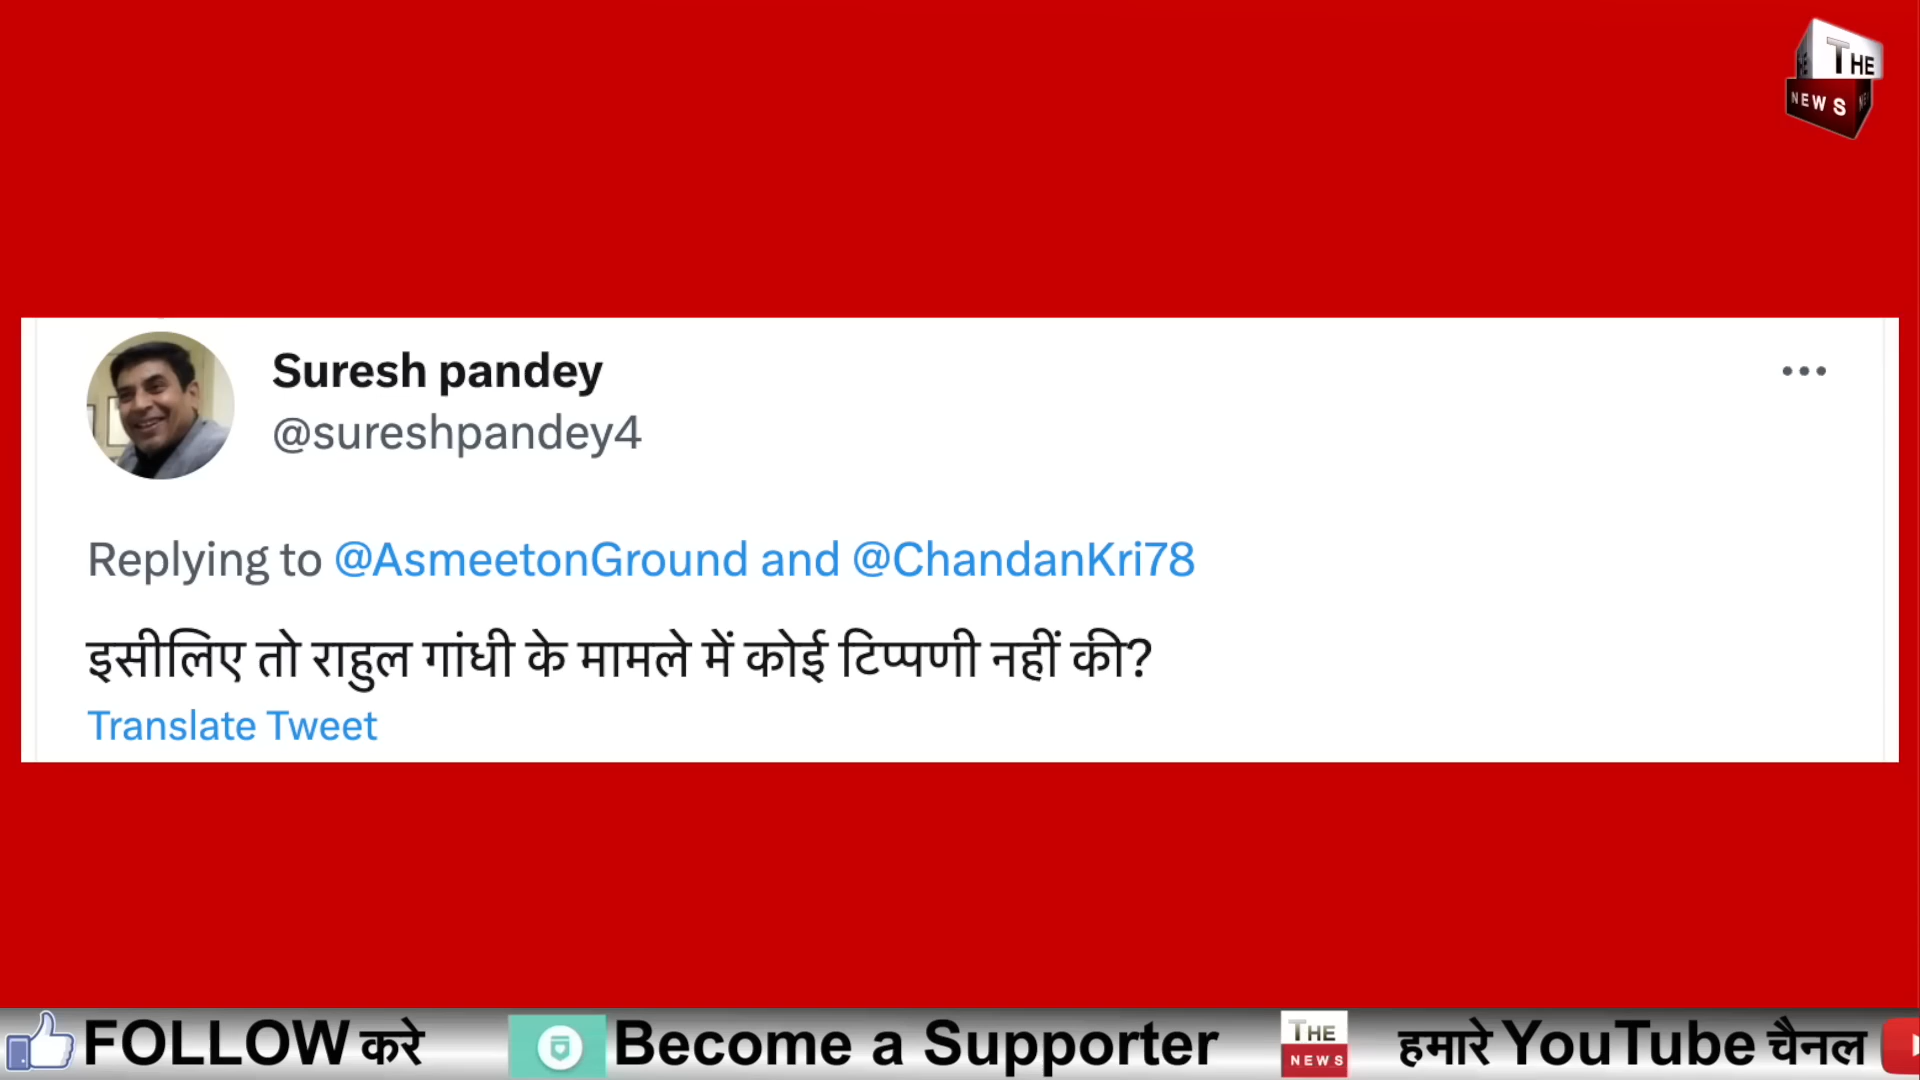 THE
NEWS
Suresh pandey
@sureshpandey4
Replying to @AsmeetonGround and @ChandanKri78
इसीलिए तो राहुल गांधी के मामले में कोई टिप्पणी नहीं की?
Translate Tweet
FOLLOW करे Become a Supporter THE NEWS हमारे YouTube चैनल